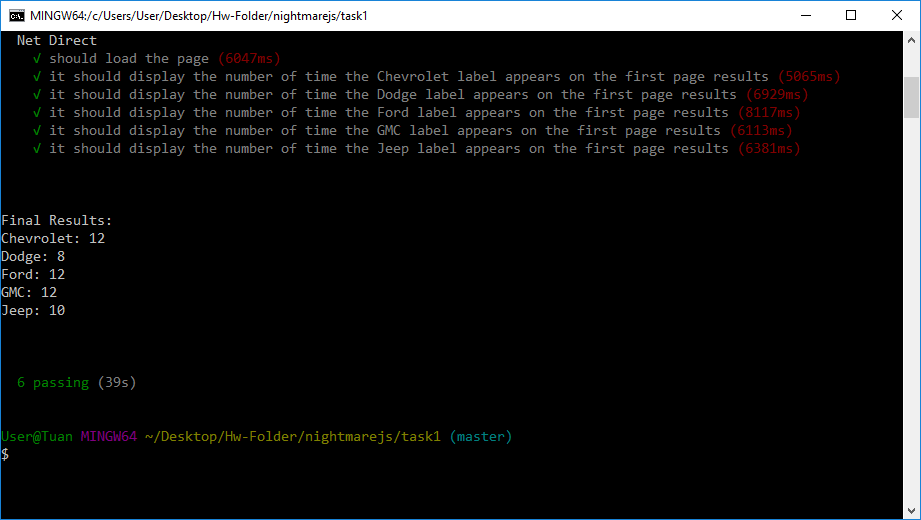 MINGW64:/c/Users/User/Desktop/Hw-Folder/nightmarejs/task1
Net Direct
√ should load the page (6047ms)
√ it should display the number of time the Chevrolet label appears on the first page results (5065ms)
√ it should display the number of time the Dodge label appears on the first page results (6929ms)
√ it should display the number of time the Ford label appears on the first page results (8117ms)
√ it should display the number of time the GMC label appears on the first page results (6113ms)
√ it should display the number of time the Jeep label appears on the first page results (6381ms)
Final Results:
Chevrolet: 12
Dodge: 8
Ford: 12
GMC: 12
Jeep: 10
6 passing (39s)
User@Tuan MINGW64 ~/Desktop/Hw-Folder/nightmarejs/task1 (master)
$